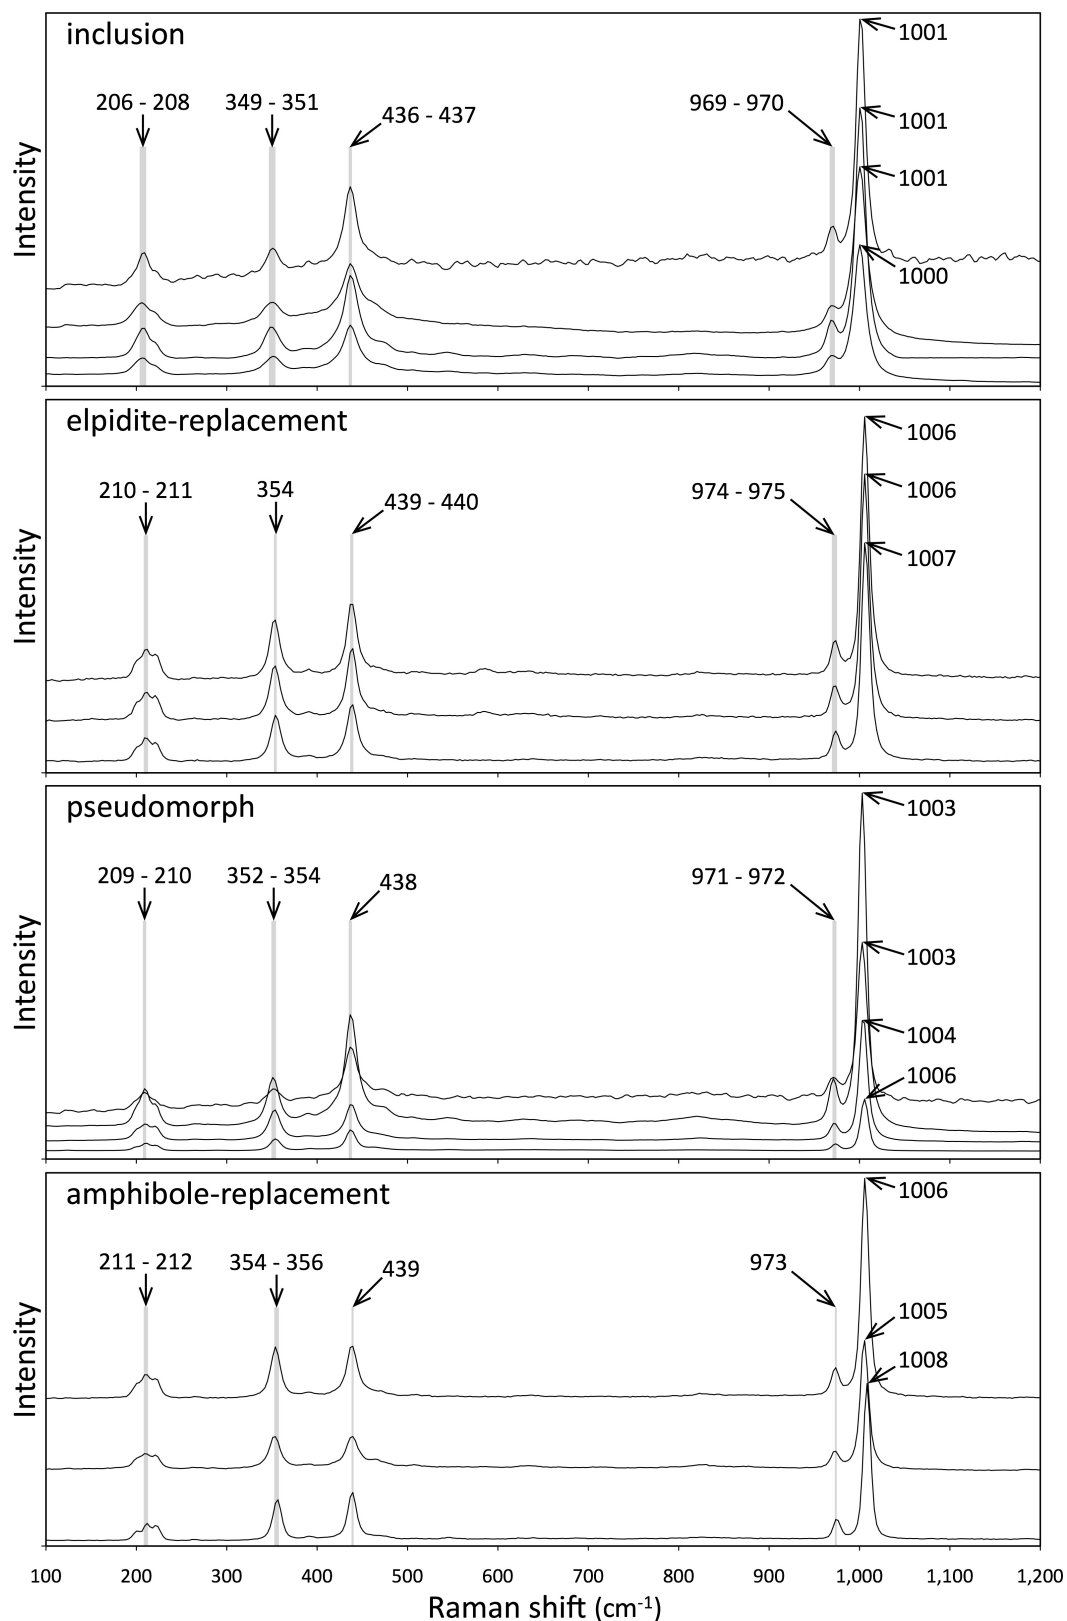 inclusion
1001
206 - 208
349 - 351
436 - 437
969 - 970
1001
1001
1000
Intensity
elpidite-replacement
1006
210 - 211
354
439 - 440
974 - 975
1006
1007
Intensity
pseudomorph
1003
209 - 210
352 - 354
438
971 - 972
1003
1004
1006
Intensity
amphibole-replacement
1006
211 - 212
354 - 356
439
973
1005
1008
Intensity
100 200 300 400 500 600 700 800 900 1,000 1,100 1,200
Raman shift (cm-1)